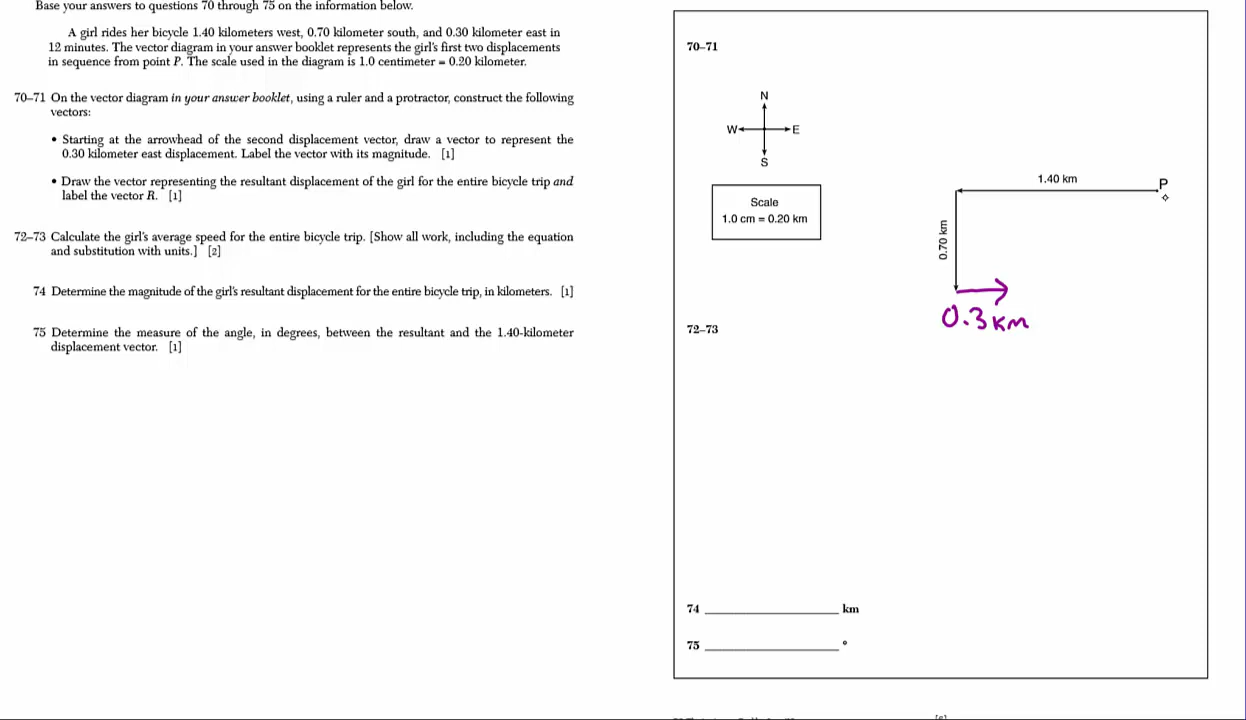 Base your answers to questions 70 through 75 on the information below.
A girl rides her bicycle 1.40 kilometers west, 0.70 kilometer south, and 0.30 kilometer east in
12 minutes. The vector diagram in your answer booklet represents the girl's first two displacements
in sequence from point P. The scale used in the diagram is 1.0 centimeter = 0.20 kilometer.
70–71 On the vector diagram in your answer booklet, using a ruler and a protractor, construct the following
vectors:
• Starting at the arrowhead of the second displacement vector, draw a vector to represent the
0.30 kilometer east displacement. Label the vector with its magnitude. [1]
• Draw the vector representing the resultant displacement of the girl for the entire bicycle trip and
label the vector R. [1]
72–73 Calculate the girl's average speed for the entire bicycle trip. [Show all work, including the equation
and substitution with units.] [2]
74 Determine the magnitude of the girl's resultant displacement for the entire bicycle trip, in kilometers. [1]
75 Determine the measure of the angle, in degrees, between the resultant and the 1.40-kilometer
displacement vector. [1]
70–71
N
W E
S
Scale
1.0 cm = 0.20 km
1.40 km
P
0.70 km
0.3 km
72–73
74 ____________ km
75 ____________ °